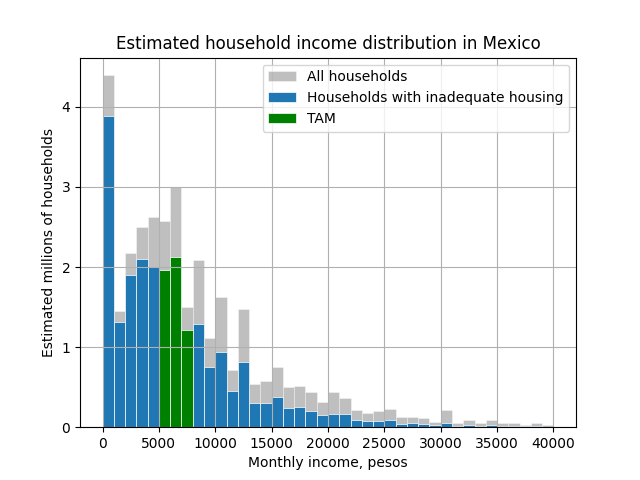 Estimated household income distribution in Mexico
All households
Households with inadequate housing
TAM
Estimated millions of households
4
3
2
1
0
0 5000 10000 15000 20000 25000 30000 35000 40000
Monthly income, pesos